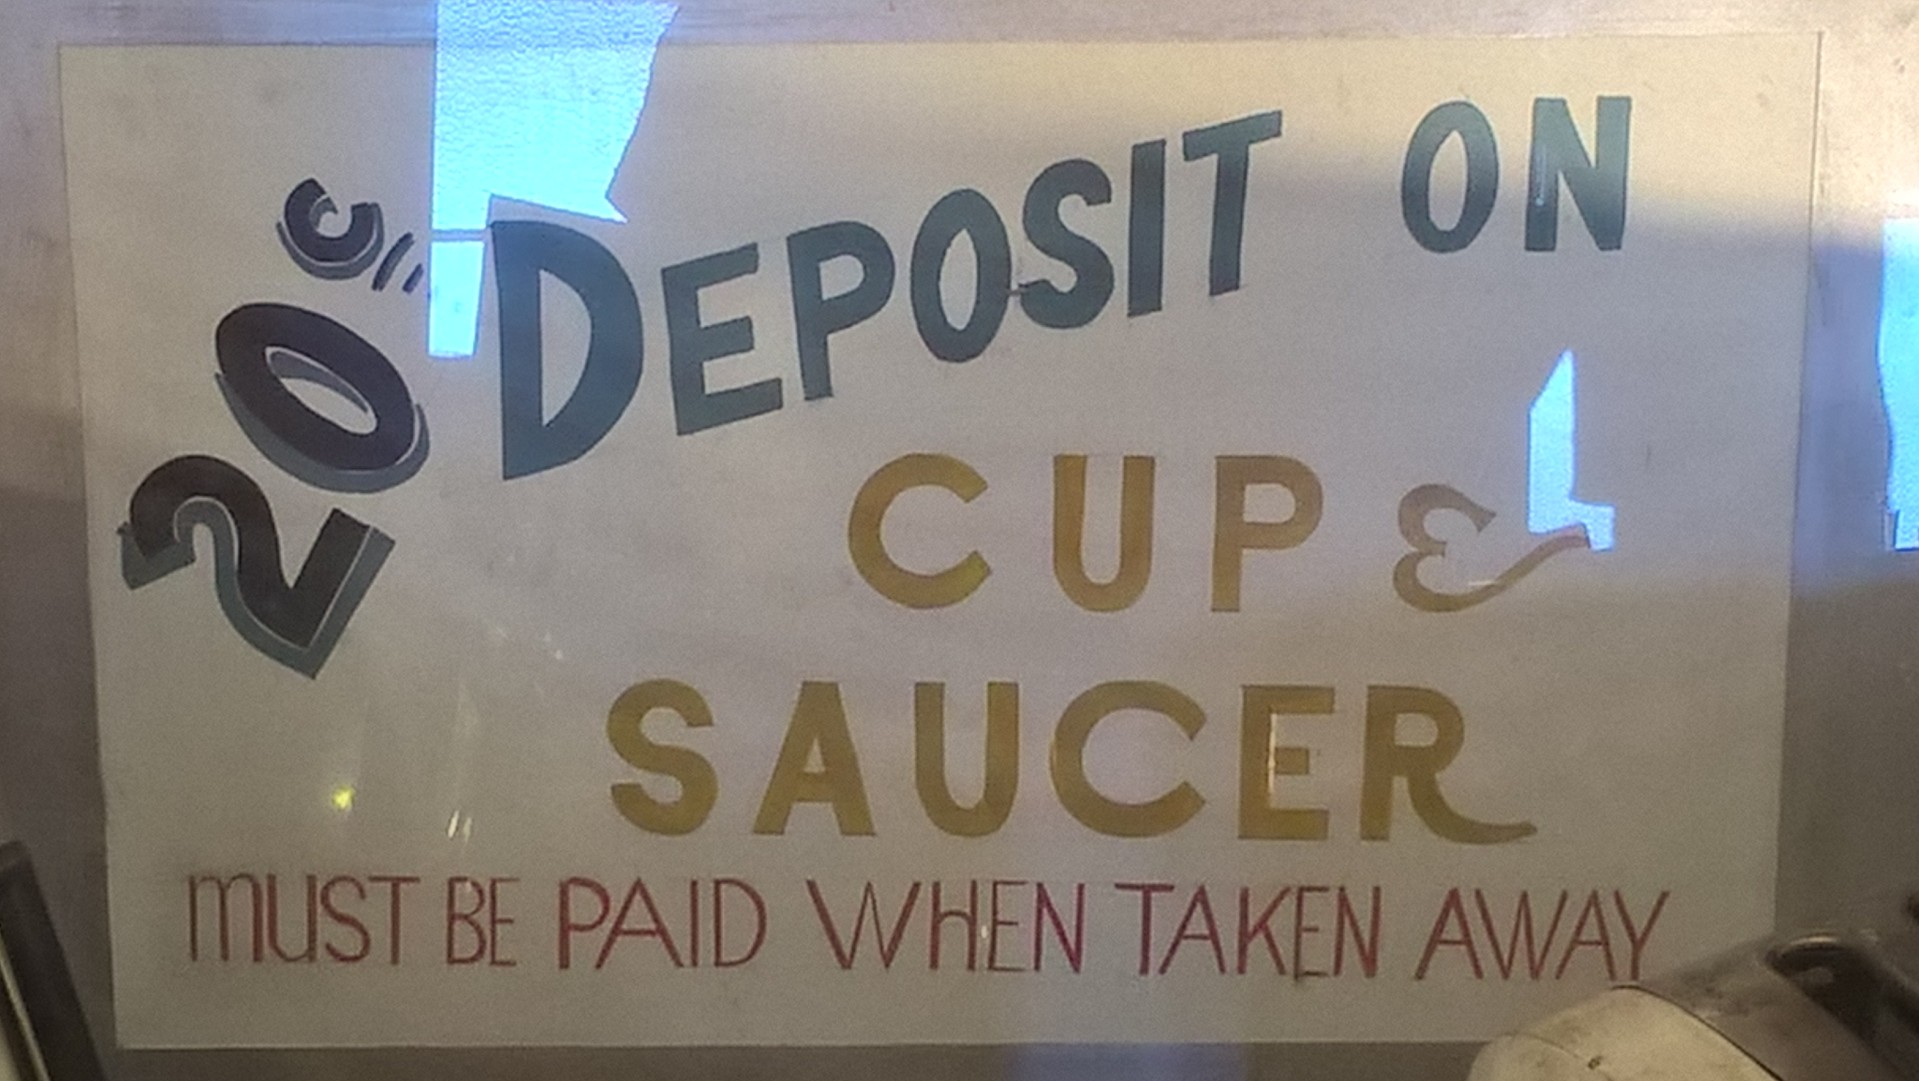 20c DEPOSIT ON
CUP &
SAUCER
MUST BE PAID WHEN TAKEN AWAY